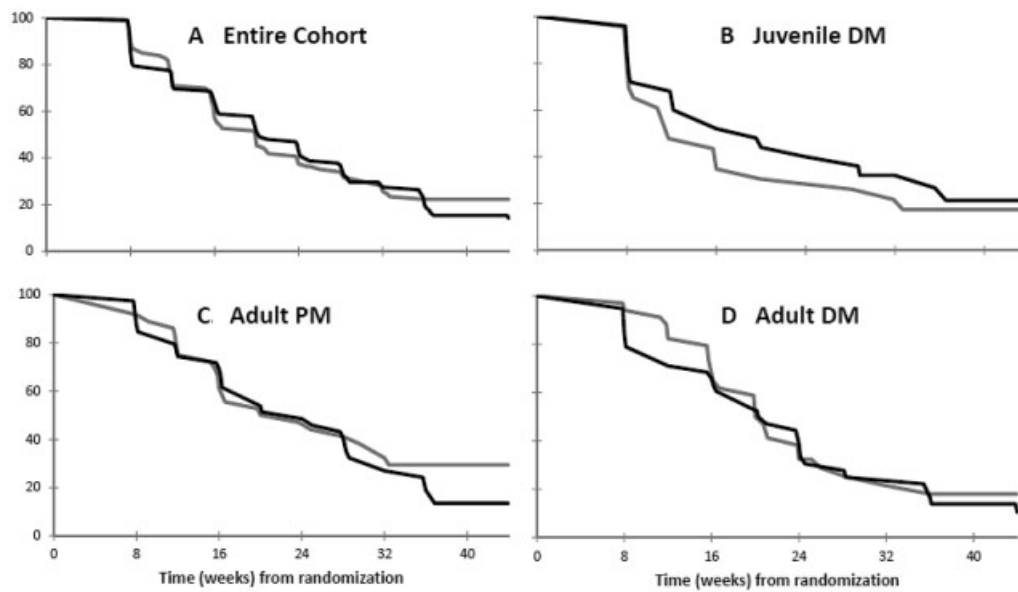 100
80
60
40
20
0
A Entire Cohort
B Juvenile DM
100
80
60
40
20
0
C. Adult PM
D Adult DM
0 8 16 24 32 40
0 8 16 24 32 40
Time (weeks) from randomization
Time (weeks) from randomization